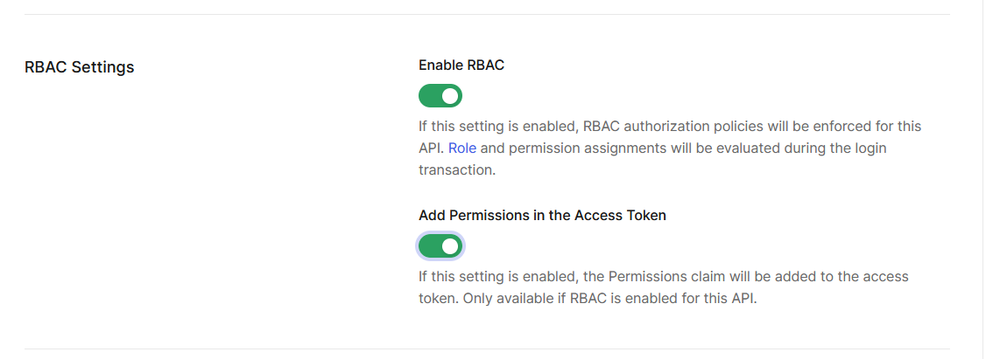 RBAC Settings
Enable RBAC
If this setting is enabled, RBAC authorization policies will be enforced for this
API. Role and permission assignments will be evaluated during the login
transaction.
Add Permissions in the Access Token
If this setting is enabled, the Permissions claim will be added to the access
token. Only available if RBAC is enabled for this API.